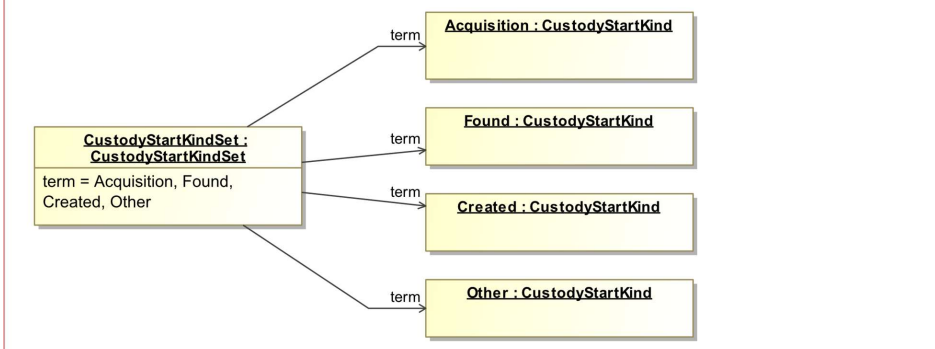 term
Acquisition : CustodyStartKind
term
Found : CustodyStartKind
CustodyStartKindSet :
CustodyStartKindSet
term = Acquisition, Found,
Created, Other
term
Created : CustodyStartKind
term
Other : CustodyStartKind